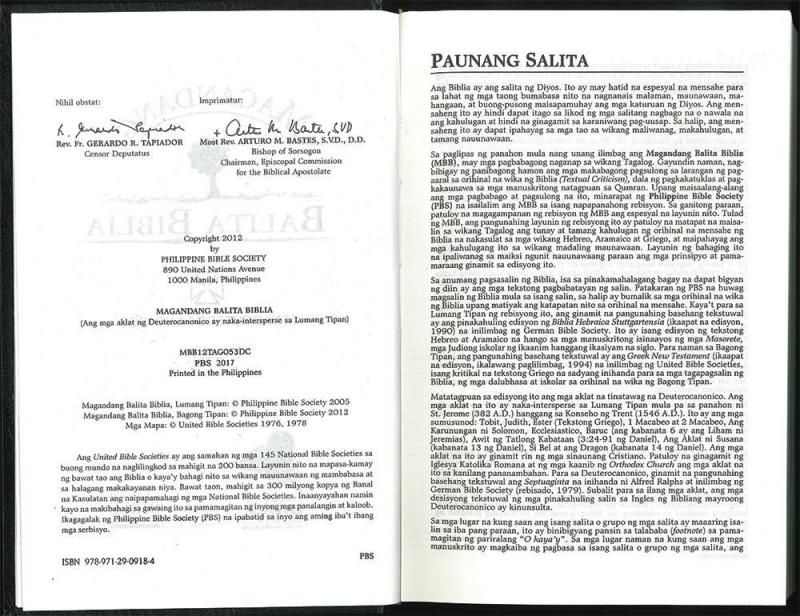 Nihil obstat:
Imprimatur:
Rev. Fr. GERARDO R. TAPIADOR
Censor Deputatus
Most Rev. ARTURO M. BASTES, S.V.D., D.D.
Bishop of Sorsogon
Chairman, Episcopal Commission
for the Biblical Apostolate
Copyright 2012
by
PHILIPPINE BIBLE SOCIETY
890 United Nations Avenue
1000 Manila, Philippines
MAGANDANG BALITA BIBLIA
(Ang mga aklat ng Deuterocanonico ay naka-intersperse sa Lumang Tipan)
MBB12TAG053DC
PBS 2017
Printed in the Philippines
Magandang Balita Biblia, Lumang Tipan: © Philippine Bible Society 2005
Magandang Balita Biblia, Bagong Tipan: © Philippine Bible Society 2012
Mga Mapa: © United Bible Societies 1976, 1978
Ang United Bible Societies ay ang samahan ng mga 145 National Bible Societies sa
buong mundo na naglilingkod sa mahigit na 200 bansa. Layunin nito na mapasa-kamay
ng bawat tao ang Biblia o kaya'y bahagi nito sa wikang mauunawaan ng mambabasa at
sa halagang makakayanan niya. Bawat taon, mahigit sa 300 milyong kopya ng Banal
na Kasulatan ang naipapamahagi ng mga National Bible Societies. Inaanyayahan namin
kayo na makibahagi sa gawaing ito sa pamamagitan ng inyong mga panalangin at kaloob.
Ikagagalak ng Philippine Bible Society (PBS) na ipabatid sa inyo ang aming iba't ibang
mga serbisyo.
ISBN 978-971-29-0918-4
PBS
PAUNANG SALITA
Ang Biblia ay ang salita ng Diyos. Ito ay may hatid na espesyal na mensahe para
sa lahat ng mga taong bumabasa nito na nagnanais malaman, maunawaan, ma-
hangaan, at buong-pusong maisapamuhay ang mga katuruan ng Diyos. Ang men-
saheng ito ay hindi dapat itago sa likod ng mga salitang nagbago na o nawala na
ang kahulugan at hindi na ginagamit sa karaniwang pag-uusap. Sa halip, ang men-
saheng ito ay dapat ipahayag sa mga tao sa wikang maliwanag, makahulugan, at
tamang nauunawaan.
Sa paglipas ng panahon mula nang unang ilimbag ang Magandang Balita Biblia
(MBB), may mga pagbabagong naganap sa wikang Tagalog. Gayundin naman, nag-
bibigay ng panibagong hamon ang mga makabagong pagsulong sa larangan ng pag-
aaral sa orihinal na wika ng Biblia (Textual Criticism), dala ng pagkakatuklas at pag-
kakaunawa sa mga manuskritong natagpuan sa Qumran. Upang maisaalang-alang
ang mga pagbabago at pagsulong na ito, minarapat ng Philippine Bible Society
(PBS) na isailalim ang MBB sa isang napapanahong rebisyon. Sa ganitong paraan,
patuloy na magagampanan ng rebisyon ng MBB ang espesyal na layunin nito. Tulad
ng MBB, ang pangunahing layunin ng rebisyong ito ay patuloy na matapat na maisa-
lin sa wikang Tagalog ang tunay at tamang kahulugan ng orihinal na mensahe ng
Biblia na nakasulat sa mga wikang Hebreo, Aramaico at Griego, at maipahayag ang
mga kahulugang ito sa wikang madaling maunawaan. Layunin ng bahaging ito
na ipaliwanag sa maiksi ngunit nauunawaang paraan ang mga prinsipyo at pama-
maraang ginamit sa edisyong ito.
Sa anumang pagsasalin ng Biblia, isa sa pinakamahalagang bagay na dapat bigyan
ng diin ay ang mga tekstong pagbabatayan ng salin. Patakaran ng PBS na huwag
magsalin ng Biblia mula sa isang salin, sa halip ay bumalik sa mga orihinal na wika
ng Biblia upang matiyak ang katapatan nito sa orihinal na mensahe. Kaya't para sa
Lumang Tipan ng rebisyong ito, ang ginamit na pangunahing basehang tekstuwal
ay ang pinakahuling edisyon ng Biblia Hebraica Stuttgartensia (ikaapat na edisyon,
1990) na inilimbag ng German Bible Society. Ito ay isang edisyon ng tekstong
Hebreo at Aramaico na hango sa mga manuskritong isinaayos ng mga Masorete,
mga Judiong iskolar ng ikaanim hanggang ikasiyam na siglo. Para naman sa Bagong
Tipan, ang pangunahing basehang tekstuwal ay ang Greek New Testament (ikaapat
na edisyon, ikalawang paglilimbag, 1994) na inilimbag ng United Bible Societies,
isang kritikal na tekstong Griego na sadyang inihanda para sa mga tagapagsalin ng
Biblia, ng mga dalubhasa at iskolar sa orihinal na wika ng Bagong Tipan.
Matatagpuan sa edisyong ito ang mga aklat na tinatawag na Deuterocanonico. Ang
mga aklat na ito ay naka-intersperse sa Lumang Tipan mula pa sa panahon ni
St. Jerome (382 A.D.) hanggang sa Konseho ng Trent (1546 A.D.). Ito ay ang mga
sumusunod: Tobit, Judith, Ester (Tekstong Griego), 1 Macabeo at 2 Macabeo, Ang
Karunungan ni Solomon, Ecclesiastico, Baruc (ang kabanata 6 ay ang Liham ni
Jeremias), Awit ng Tatlong Kabataan (3:24-91 ng Daniel), Ang Aklat ni Susana
(kabanata 13 ng Daniel), Si Bel at ang Dragon (kabanata 14 ng Daniel). Ang mga
aklat na ito ay ginamit rin ng mga sinaunang Cristiano. Patuloy na ginagamit ng
Iglesya Katolika Romana at ng mga kaanib ng Orthodox Church ang mga aklat na
ito sa kanilang pananambahan. Para sa Deuterocanonico, ginamit na pangunahing
basehang tekstuwal ang Septuaginta na inihanda ni Alfred Ralphs at inilimbag ng
German Bible Society (rebisado, 1979). Subalit para sa ilang mga aklat, ang mga
desisyong tekstuwal ng mga pinakahuling salin sa Ingles ng Bibliang mayroong
Deuterocanonico ay kinunsulta.
Sa mga lugar na kung saan ang isang salita o grupo ng mga salita ay maaaring isa-
lin sa iba pang paraan, ito ay binibigyang pansin sa talababa (footnote) sa pama-
magitan ng pariralang "O kaya'y". Sa mga lugar naman na kung saan ang mga
manuskrito ay magkaiba ng pagbasa sa isang salita o grupo ng mga salita, ang